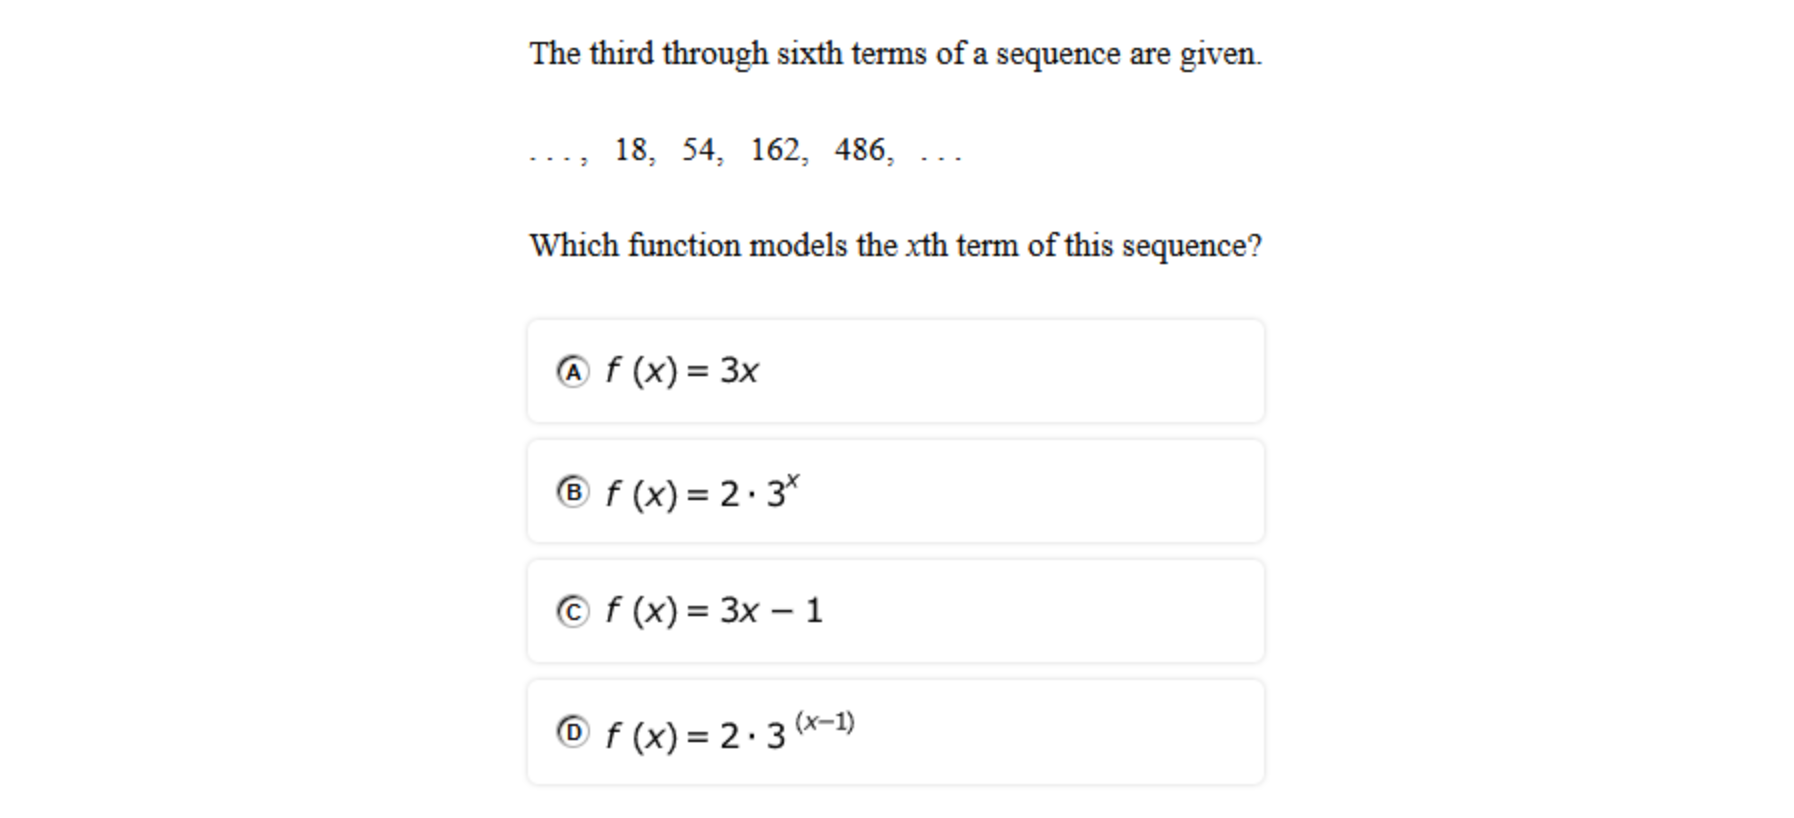 The third through sixth terms of a sequence are given.
. . . , 18, 54, 162, 486, . . .
Which function models the xth term of this sequence?
Ⓐ f (x) = 3x
Ⓑ f (x) = 2 · 3ˣ
Ⓒ f (x) = 3x – 1
Ⓓ f (x) = 2 · 3 ⁽ˣ⁻¹⁾